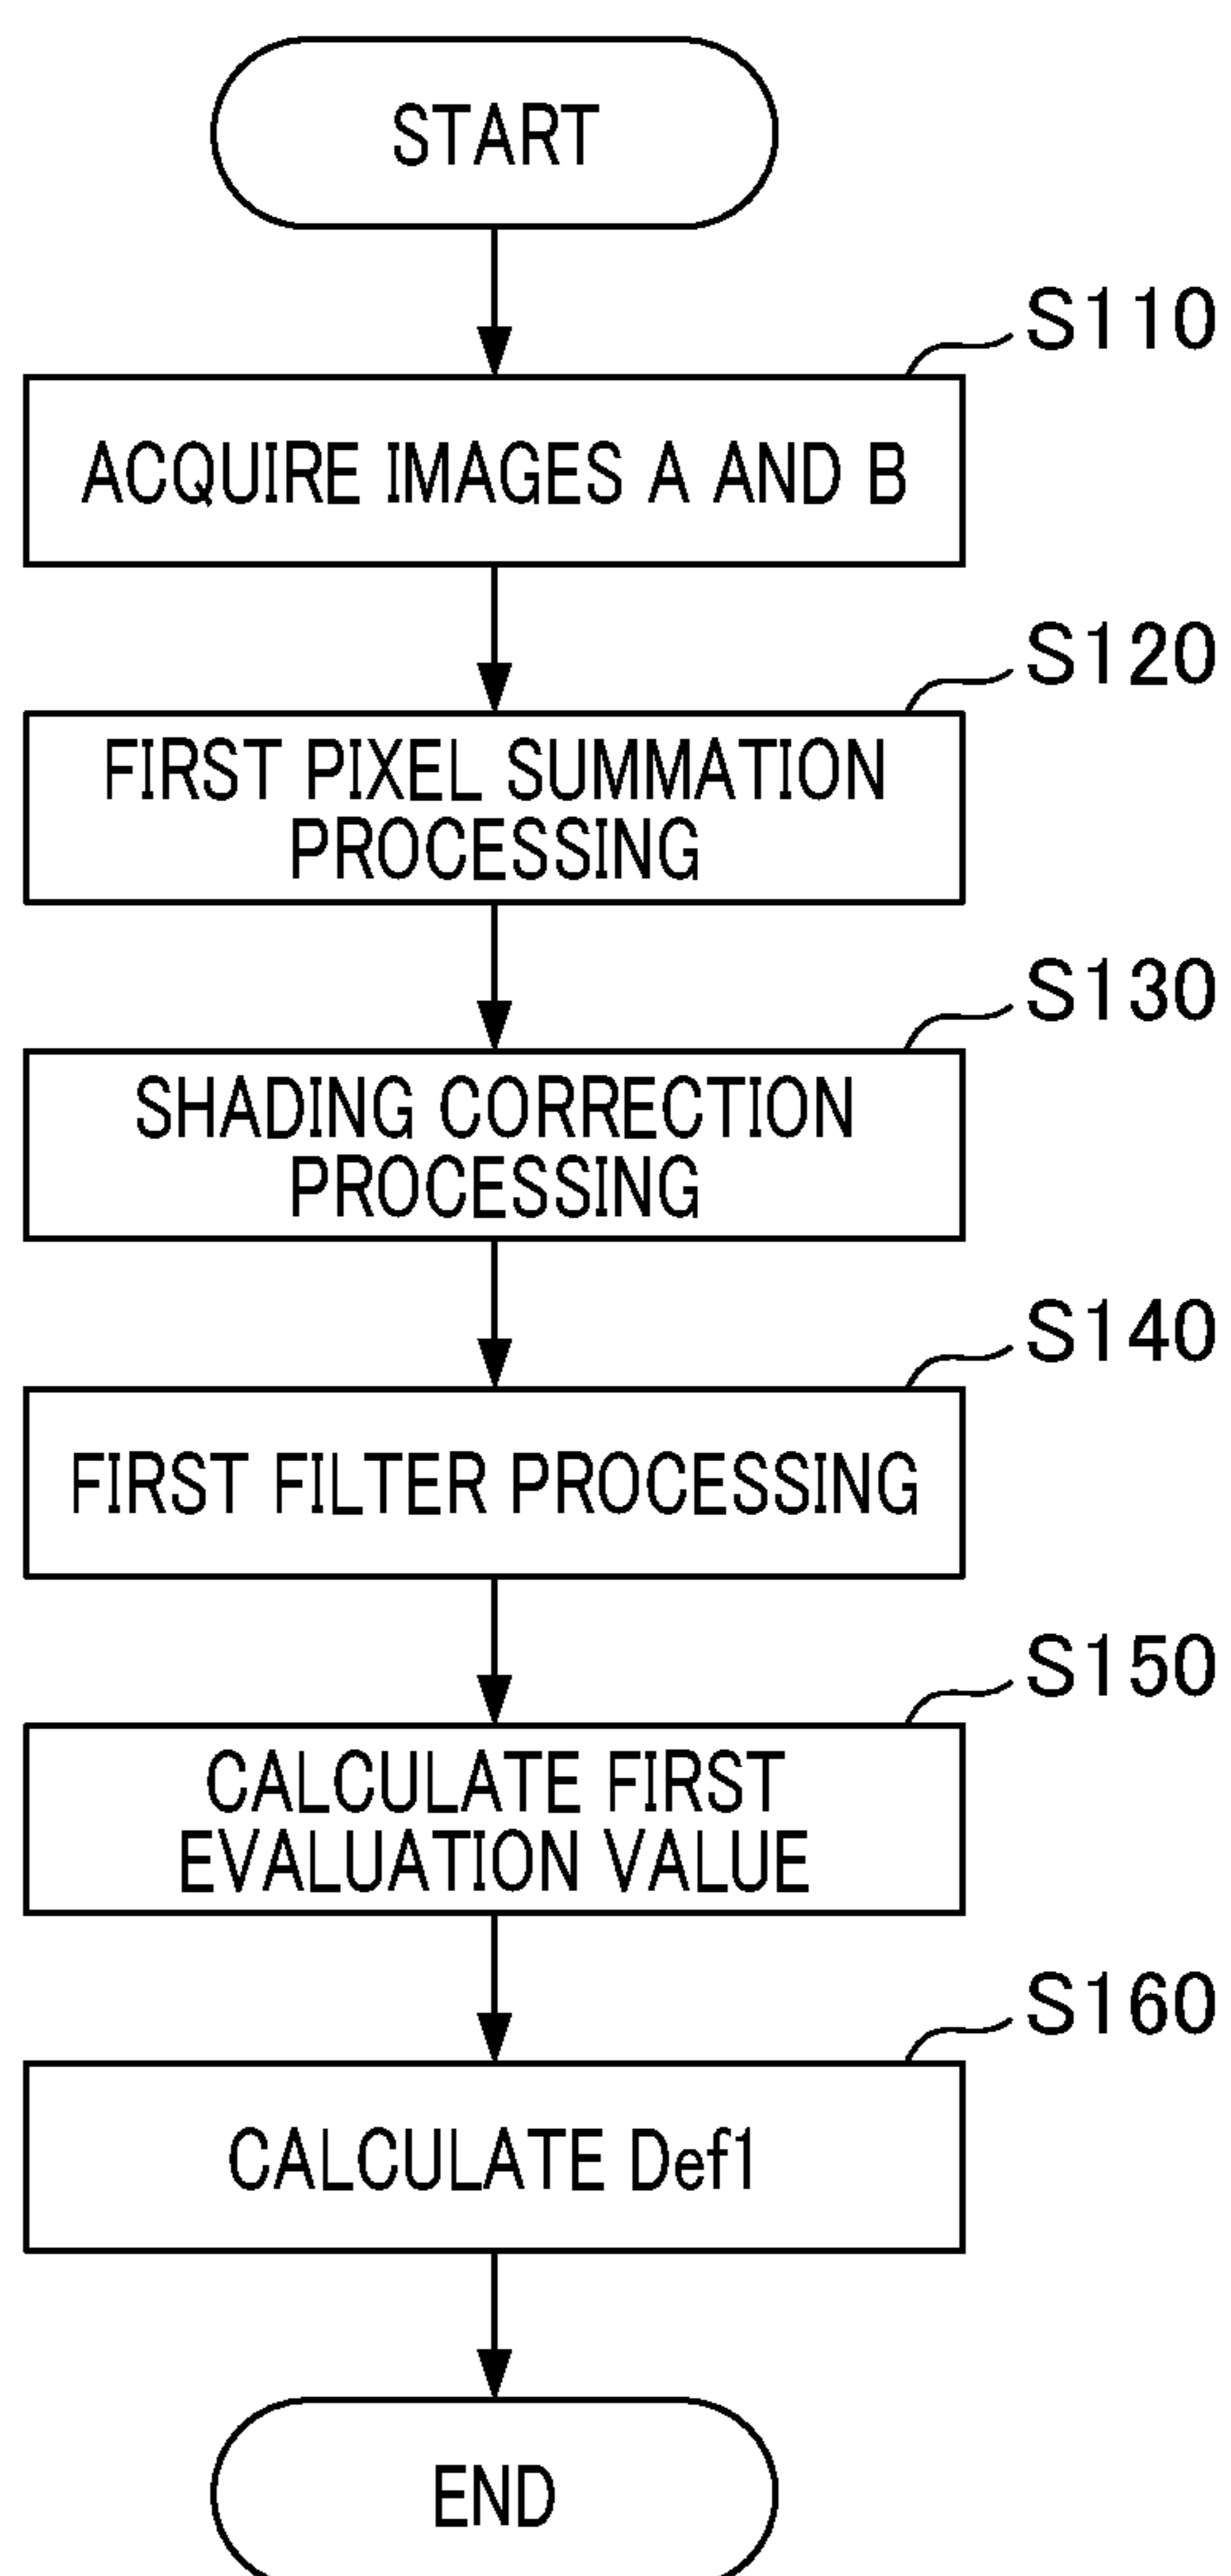 START
S110
ACQUIRE IMAGES A AND B
S120
FIRST PIXEL SUMMATION
PROCESSING
S130
SHADING CORRECTION
PROCESSING
S140
FIRST FILTER PROCESSING
S150
CALCULATE FIRST
EVALUATION VALUE
S160
CALCULATE Def1
END